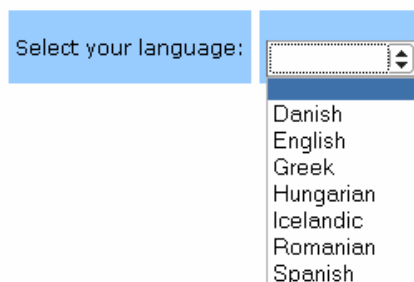 Select your language:
Danish
English
Greek
Hungarian
Icelandic
Romanian
Spanish